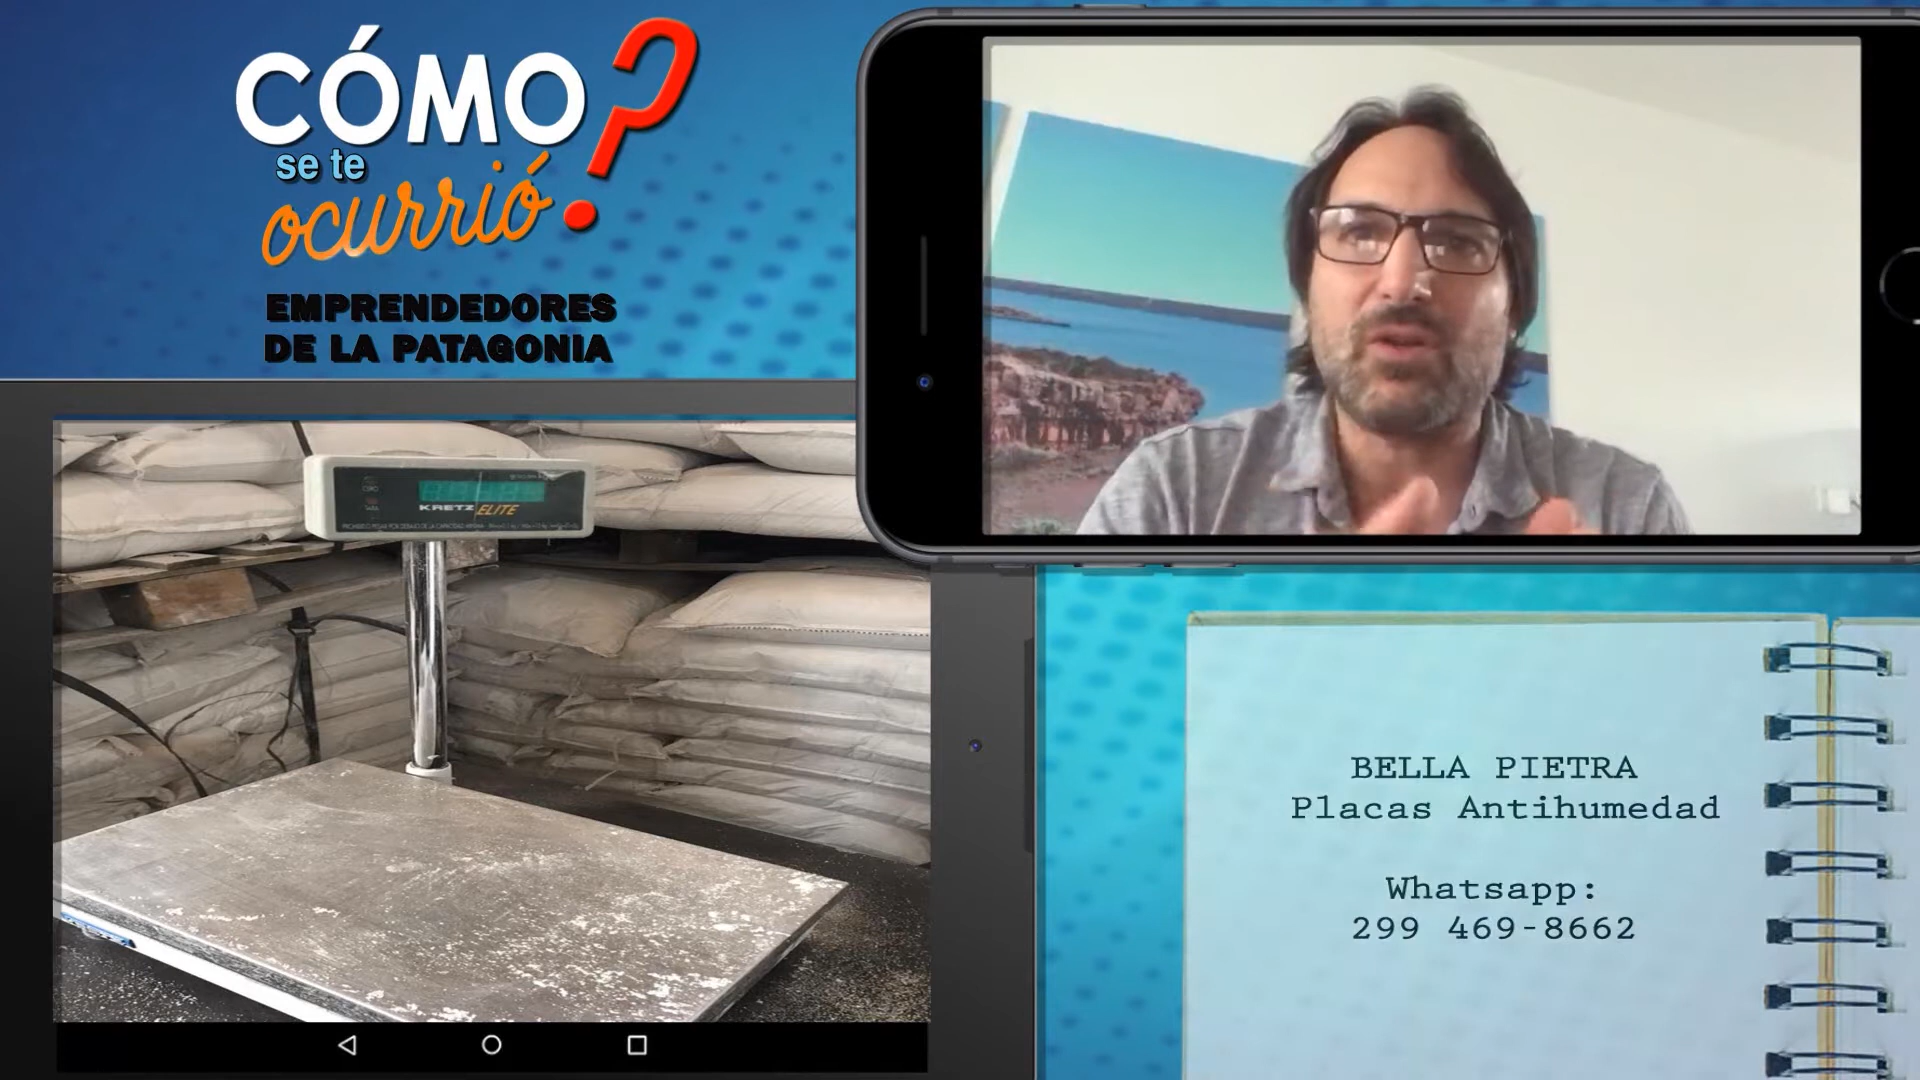 CÓMO?
se te
ocurrió
EMPRENDEDORES
DE LA PATAGONIA
KRETZ ELITE
BELLA PIETRA
Placas Antihumedad
Whatsapp:
299 469-8662